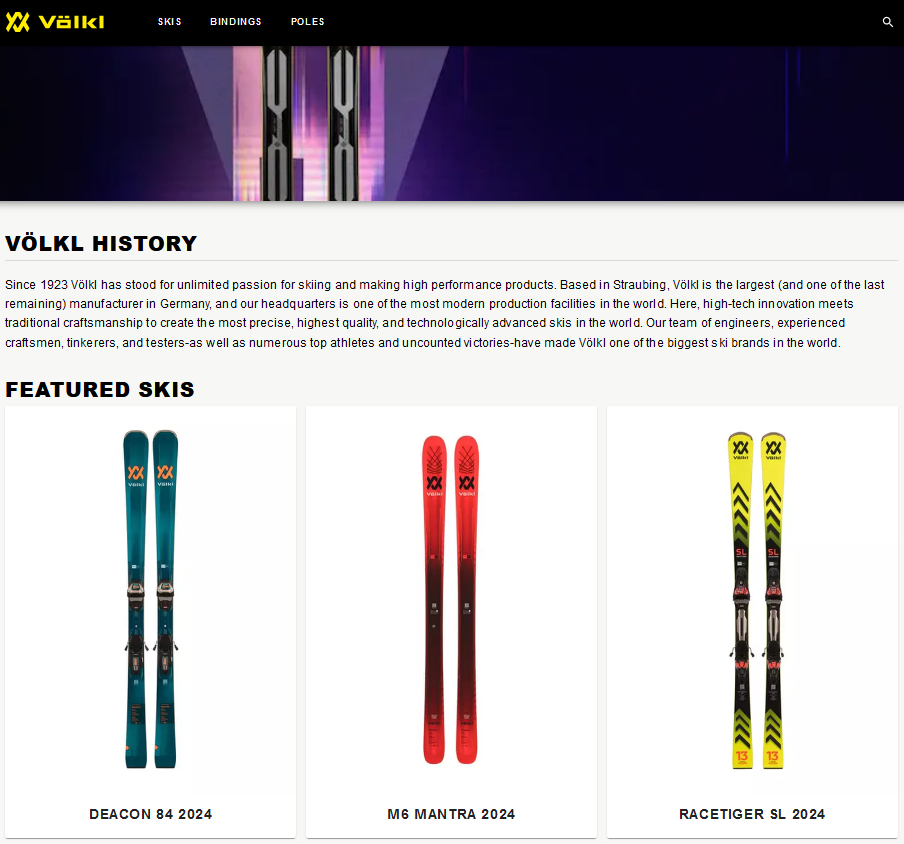 Völkl SKIS BINDINGS POLES
VÖLKL HISTORY
Since 1923 Völkl has stood for unlimited passion for skiing and making high performance products. Based in Straubing, Völkl is the largest (and one of the last
remaining) manufacturer in Germany, and our headquarters is one of the most modern production facilities in the world. Here, high-tech innovation meets
traditional craftsmanship to create the most precise, highest quality, and technologically advanced skis in the world. Our team of engineers, experienced
craftsmen, tinkerers, and testers-as well as numerous top athletes and uncounted victories-have made Völkl one of the biggest ski brands in the world.
FEATURED SKIS
Völkl Völkl
Völkl Völkl
Völkl Völkl
SL SL
13 13
DEACON 84 2024
M6 MANTRA 2024
RACETIGER SL 2024